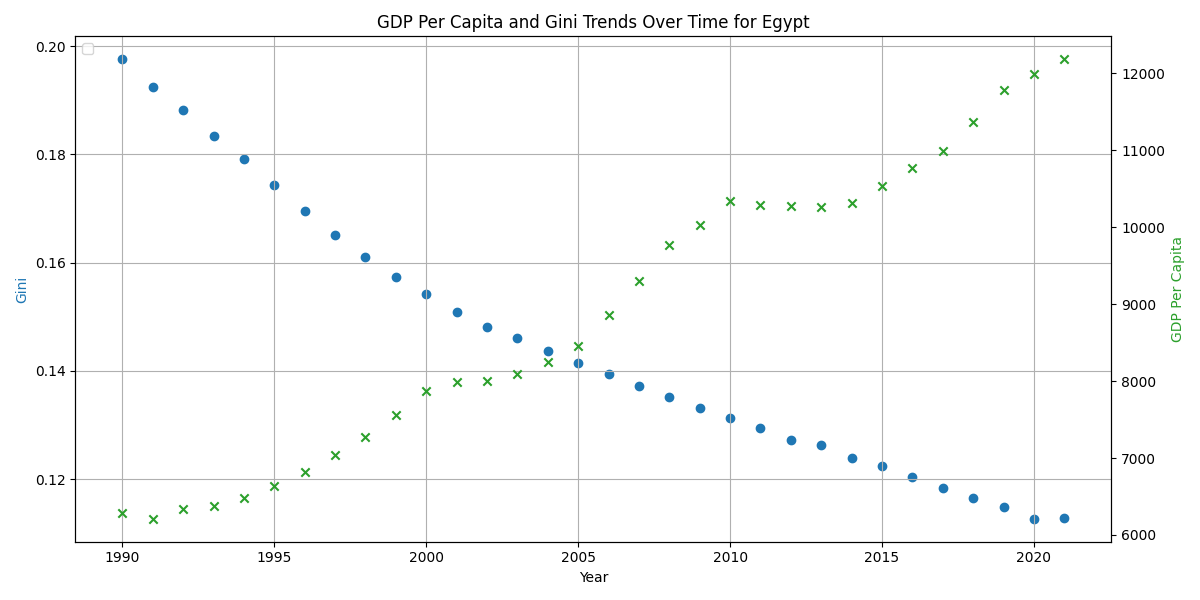 GDP Per Capita and Gini Trends Over Time for Egypt
0.20
0.18
0.16
0.14
0.12
Gini
12000
11000
10000
9000
8000
7000
6000
GDP Per Capita
1990 1995 2000 2005 2010 2015 2020
Year